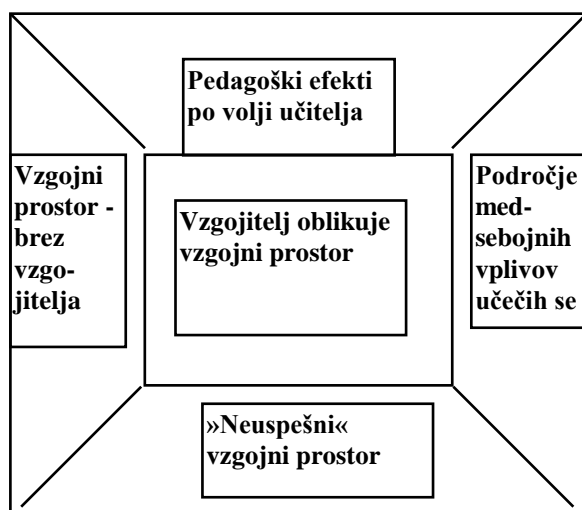 Pedagoški efekti
po volji učitelja
Vzgojni
prostor -
brez
vzgo-
jitelja
Vzgojitelj oblikuje
vzgojni prostor
Področje
med-
sebojnih
vplivov
učečih se
»Neuspešni«
vzgojni prostor